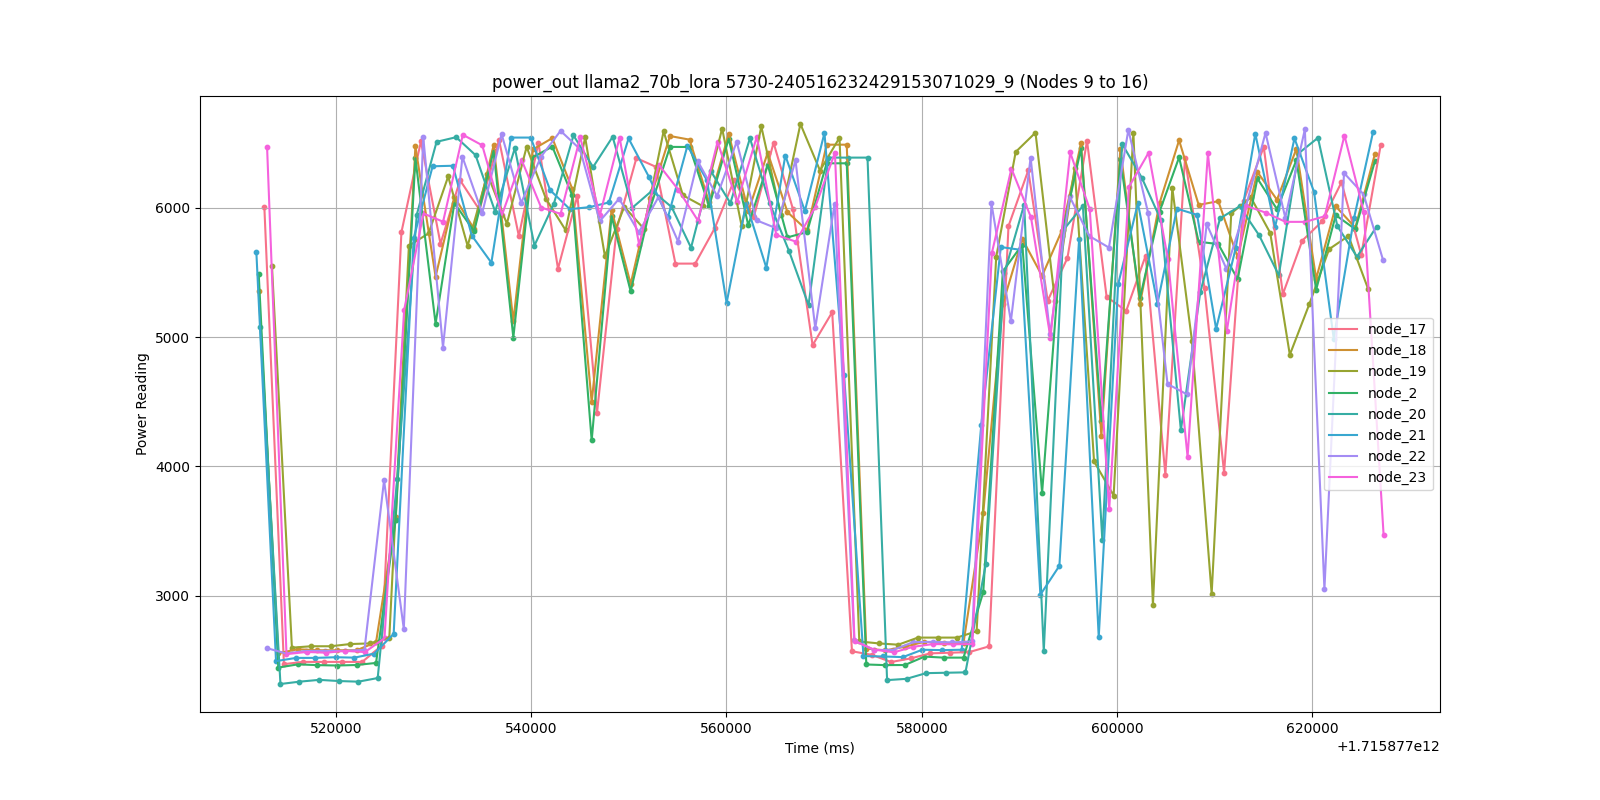 power_out llama2_70b_lora 5730-240516232429153071029_9 (Nodes 9 to 16)
Power Reading
6000
5000
4000
3000
node_17
node_18
node_19
node_2
node_20
node_21
node_22
node_23
520000 540000 560000 580000 600000 620000
Time (ms)
+1.715877e12